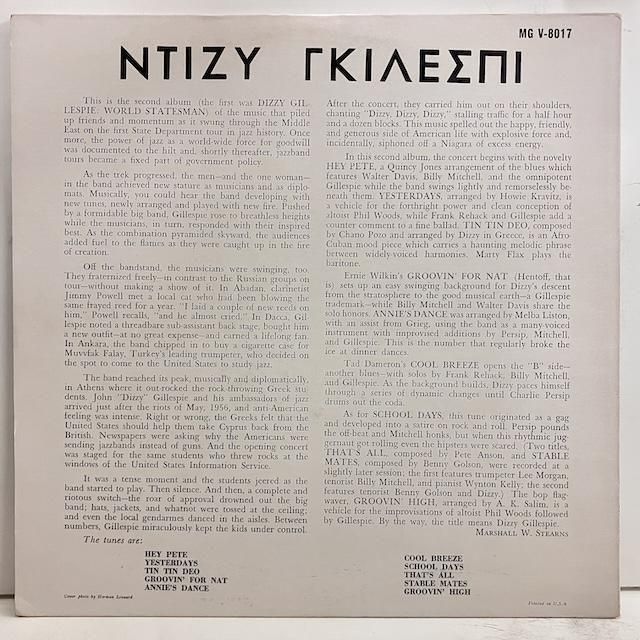 MG V-8017
ΝΤΙΖΥ ΓΚΙΛΕΣΠΙ
This is the second album (the first was DIZZY GIL-
LESPIE: WORLD STATESMAN) of the music that piled
up friends and momentum as it swung through the Middle
East on the first State Department tour in jazz history. Once
more, the power of jazz as a world-wide force for goodwill
was documented to the hilt and, shortly thereafter, jazzband
tours became a fixed part of government policy.
As the trek progressed, the men—and the one woman—
in the band achieved new stature as musicians and as diplo-
mats. Musically, you could hear the band developing with
new tunes, newly arranged and played with new fire. Pushed
by a formidable big band, Gillespie rose to breathless heights
while the musicians, in turn, responded with their inspired
best. As the combination pyramided skyward, the audiences
added fuel to the flames as they were caught up in the fire
of creation.
Off the bandstand, the musicians were swinging, too.
They fraternized freely—in contrast to the Russian groups on
tour—without making a show of it. In Abadan, clarinetist
Jimmy Powell met a local cat who had been blowing the
same frayed reed for a year. "I laid a couple of new reeds on
him," Powell recalls, "and he almost cried." In Dacca, Gil-
lespie noted a threadbare sub-assistant back stage, bought him
a new outfit—at no great expense—and earned a lifelong fan.
In Ankara, the band chipped in to buy a cigarette case for
Muvvfak Falay, Turkey's leading trumpeter, who decided on
the spot to come to the United States to study jazz.
The band reached its peak, musically and diplomatically,
in Athens where it out-rocked the rock-throwing Greek stu-
dents. John "Dizzy" Gillespie and his ambassadors of jazz
arrived just after the riots of May, 1956, and anti-American
feeling was intense. Right or wrong, the Greeks felt that the
United States should help them take Cyprus back from the
British. Newspapers were asking why the Americans were
sending jazzbands instead of guns. And the opening concert
was staged for the same students who threw rocks at the
windows of the United States Information Service.
It was a tense moment and the students jeered as the
band started to play. Then silence. And then, a complete and
riotous switch—the roar of approval drowned out the big
band; hats, jackets, and whatnot were tossed at the ceiling;
and even the local gendarmes danced in the aisles. Between
numbers, Gillespie miraculously kept the kids under control.
After the concert, they carried him out on their shoulders,
chanting "Dizzy, Dizzy, Dizzy," stalling traffic for a half hour
and a dozen blocks. This music spelled out the happy, friendly,
and generous side of American life with explosive force and,
incidentally, siphoned off a Niagara of excess energy.
In this second album, the concert begins with the novelty
HEY PETE, a Quincy Jones arrangement of the blues which
features Walter Davis, Billy Mitchell, and the omnipotent
Gillespie while the band swings lightly and remorselessly be-
neath them. YESTERDAYS, arranged by Howie Kravitz, is a
vehicle for the forthright power and clean conception of
altoist Phil Woods, while Frank Rehack and Gillespie add a
counter comment to a fine ballad. TIN TIN DEO, composed
by Chano Pozo and arranged by Dizzy in Greece, is an Afro-
Cuban mood piece which carries a haunting melodic phrase
between widely-voiced harmonies. Marty Flax plays the
baritone.
Ernie Wilkin's GROOVIN' FOR NAT (Hentoff, that
is) sets up an easy swinging background for Dizzy's descent
from the stratosphere to the good musical earth—a Gillespie
trademark—while Billy Mitchell and Walter Davis share the
solo honors. ANNIE'S DANCE was arranged by Melba Liston,
with an assist from Grieg, using the band as a many-voiced
instrument with improvised additions by Persip, Mitchell,
and Gillespie. This is the number that regularly broke the
ice at dinner dances.
Tad Dameron's COOL BREEZE opens the "B" side—
another blues—with solos by Frank Rehack, Billy Mitchell,
and Gillespie. As the background builds, Dizzy paces himself
through a series of dynamic changes until Charlie Persip
drums out the coda.
As for SCHOOL DAYS, this tune originated as a gag
and developed into a satire on rock and roll. Persip pounds
the off-beat and Mitchell honks, but when this rhythmic jug-
gernaut got rolling even the hipsters were scared. (Two titles,
THAT'S ALL, composed by Pete Anson, and STABLE
MATES, composed by Benny Golson, were recorded at a
slightly later session; the first features trumpeter Lee Morgan,
tenorist Billy Mitchell, and pianist Wynton Kelly; the second
features tenorist Benny Golson and Dizzy.) The bop flag-
waver, GROOVIN' HIGH, arranged by A. K. Salim, is a
vehicle for the improvisations of altoist Phil Woods followed
by Gillespie. By the way, the title means Dizzy Gillespie.
MARSHALL W. STEARNS
The tunes are:
HEY PETE
YESTERDAYS
TIN TIN DEO
GROOVIN' FOR NAT
ANNIE'S DANCE
COOL BREEZE
SCHOOL DAYS
THAT'S ALL
STABLE MATES
GROOVIN' HIGH
Cover photo by Herman Leonard
Printed in U.S.A